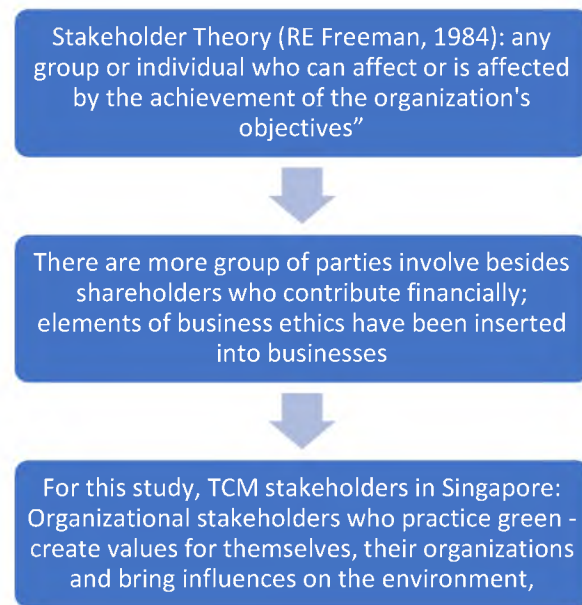 Stakeholder Theory (RE Freeman, 1984): any
group or individual who can affect or is affected
by the achievement of the organization's
objectives”
There are more group of parties involve besides
shareholders who contribute financially;
elements of business ethics have been inserted
into businesses
For this study, TCM stakeholders in Singapore:
Organizational stakeholders who practice green -
create values for themselves, their organizations
and bring influences on the environment,